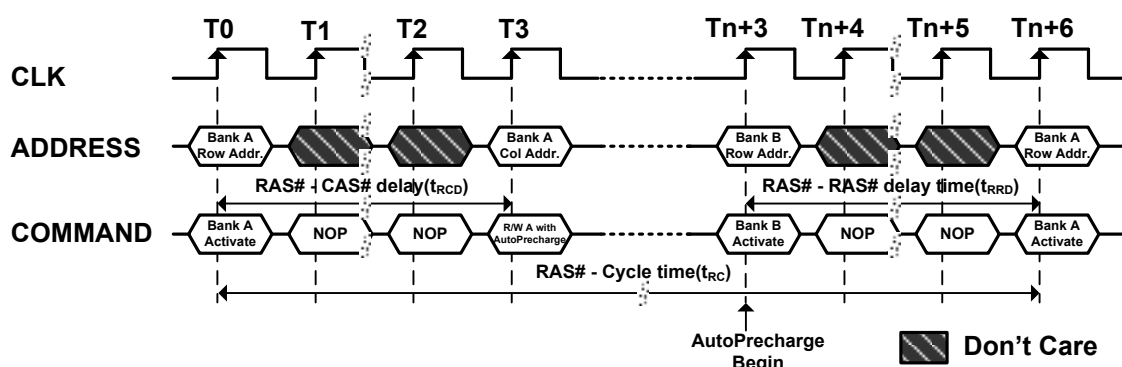 T0 T1 T2 T3 Tn+3 Tn+4 Tn+5 Tn+6
CLK
ADDRESS
Bank A
Row Addr.
Bank A
Col Addr.
Bank B
Row Addr.
Bank A
Row Addr.
RAS# - CAS# delay(tRCD)
RAS# - RAS# delay time(tRRD)
COMMAND
Bank A
Activate
NOP
NOP
R/W A with
AutoPrecharge
Bank B
Activate
NOP
NOP
Bank A
Activate
RAS# - Cycle time(tRC)
AutoPrecharge
Begin
Don't Care